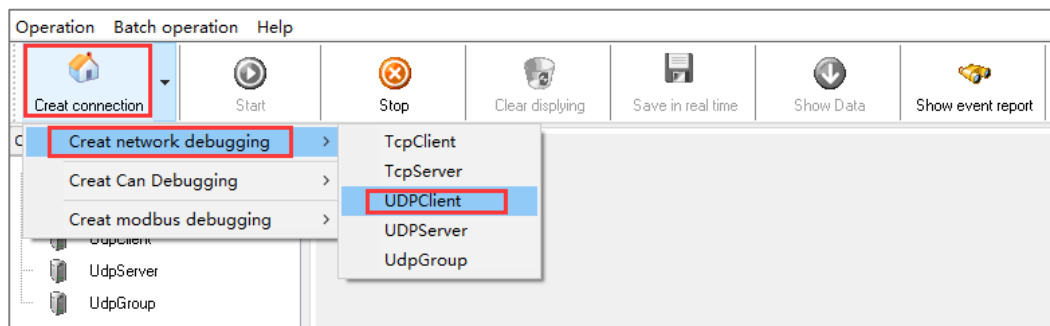 Operation Batch operation Help
Creat connection Start Stop Clear displying Save in real time Show Data Show event report
Creat network debugging
Creat Can Debugging
Creat modbus debugging
TcpClient
TcpServer
UDPClient
UDPServer
UdpGroup
UdpClient
UdpServer
UdpGroup